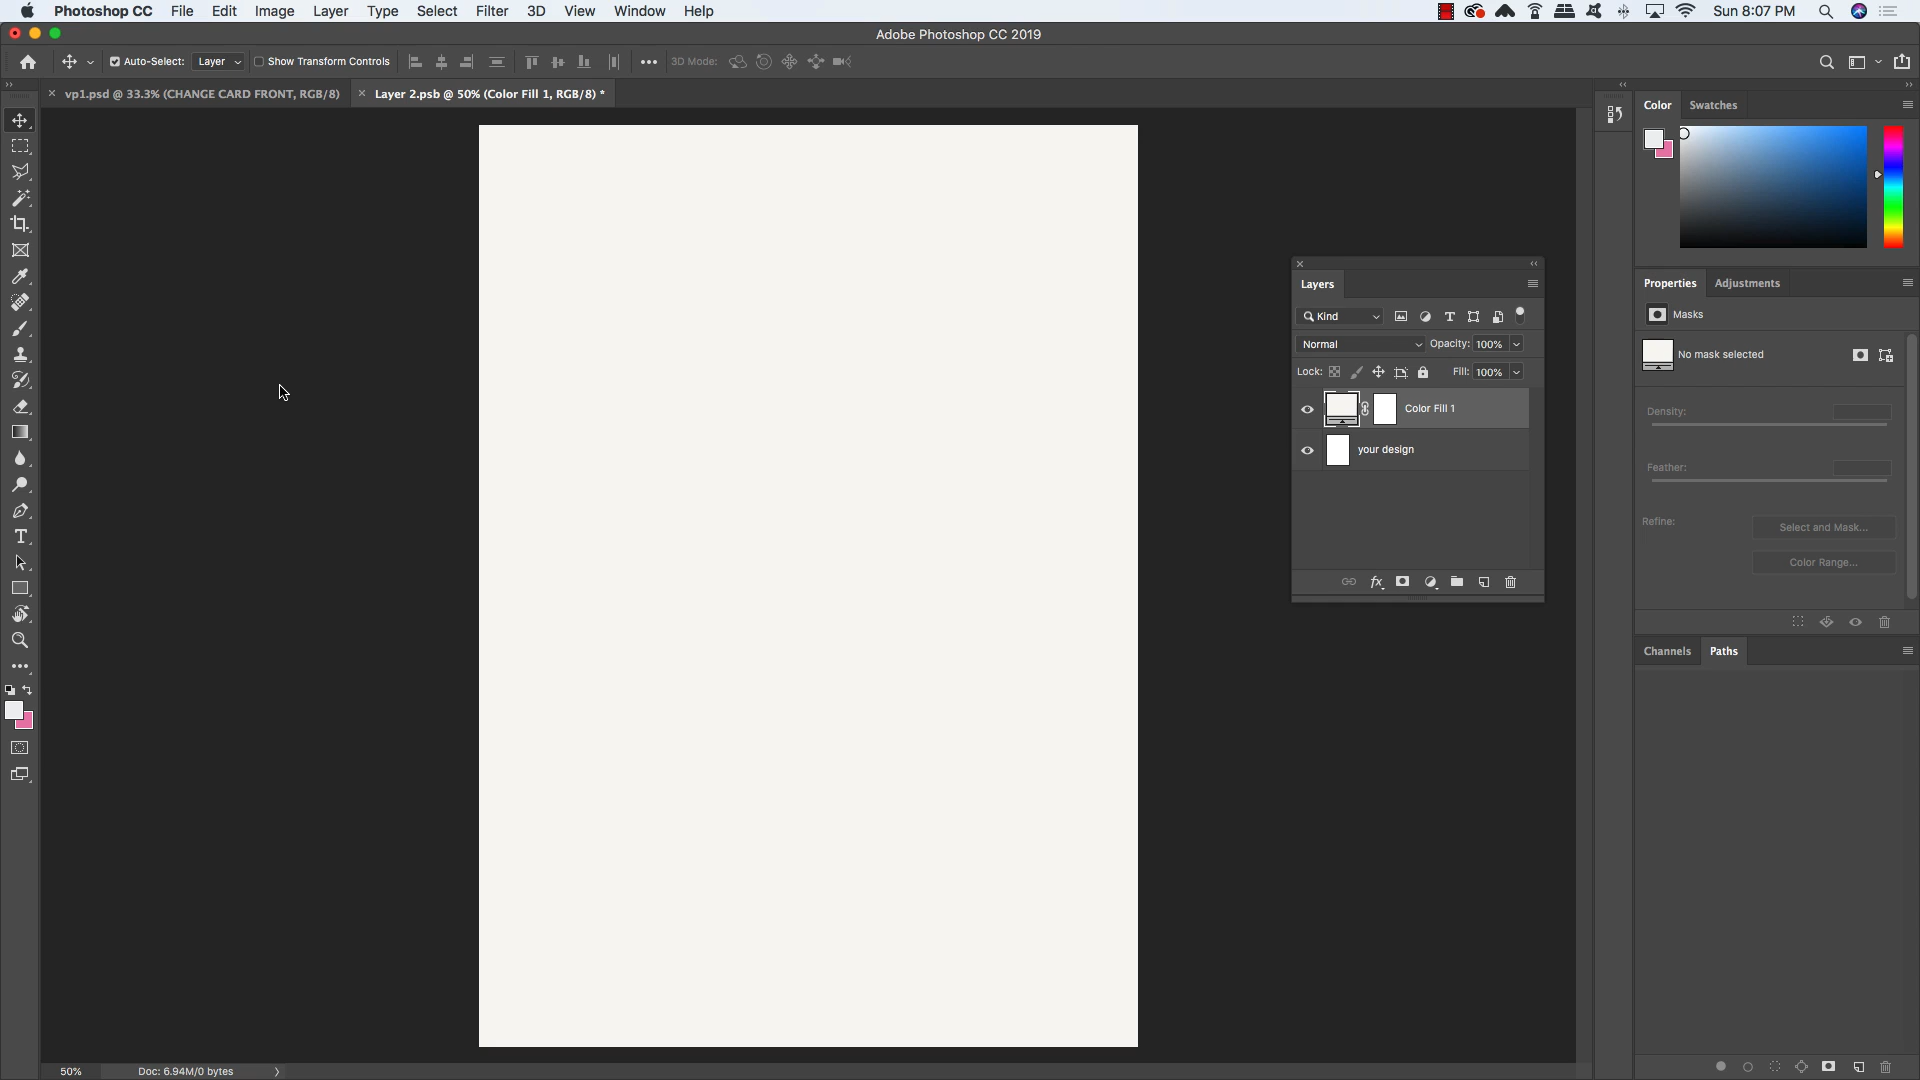 Photoshop CC File Edit Image Layer Type Select Filter 3D View Window Help Sun 8:07 PM
Adobe Photoshop CC 2019
Auto-Select: Layer Show Transform Controls 3D Mode:
vp1.psd @ 33.3% (CHANGE CARD FRONT, RGB/8) Layer 2.psb @ 50% (Color Fill 1, RGB/8) *
Color Swatches
Layers
Kind
Normal Opacity: 100%
Lock: Fill: 100%
Color Fill 1
your design
Properties Adjustments
Masks
No mask selected
Density:
Feather:
Refine: Select and Mask...
Color Range...
Channels Paths
50% Doc: 6.94M/0 bytes